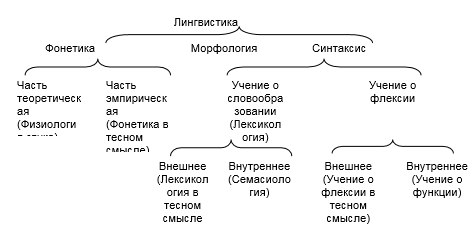 Лингвистика
Фонетика
Морфология
Синтаксис
Часть
теоретическ
ая
(Физиологи
Часть
эмпирическ
ая
(Фонетика в
тесном
смысле)
Учение о
словообра
зовании
(Лексикол
огия)
Учение о
флексии
Внешнее
(Лексикол
огия в
тесном
смысле
Внутреннее
(Семасиоло
гия)
Внешнее
(Учение о
флексии в
тесном
смысле)
Внутреннее
(Учение о
функции)